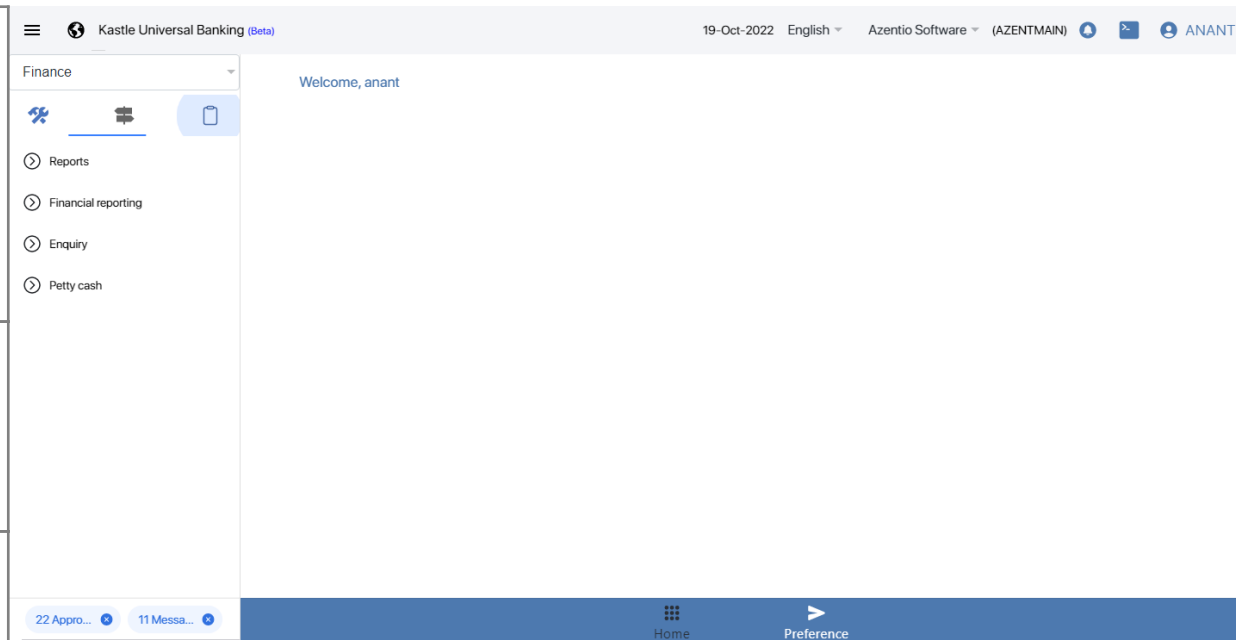 Kastle Universal Banking (Beta)
19-Oct-2022 English Azentio Software (AZENTMAIN) ANANT
Finance
Welcome, anant
Reports
Financial reporting
Enquiry
Petty cash
22 Appro... 11 Messa...
Home Preference